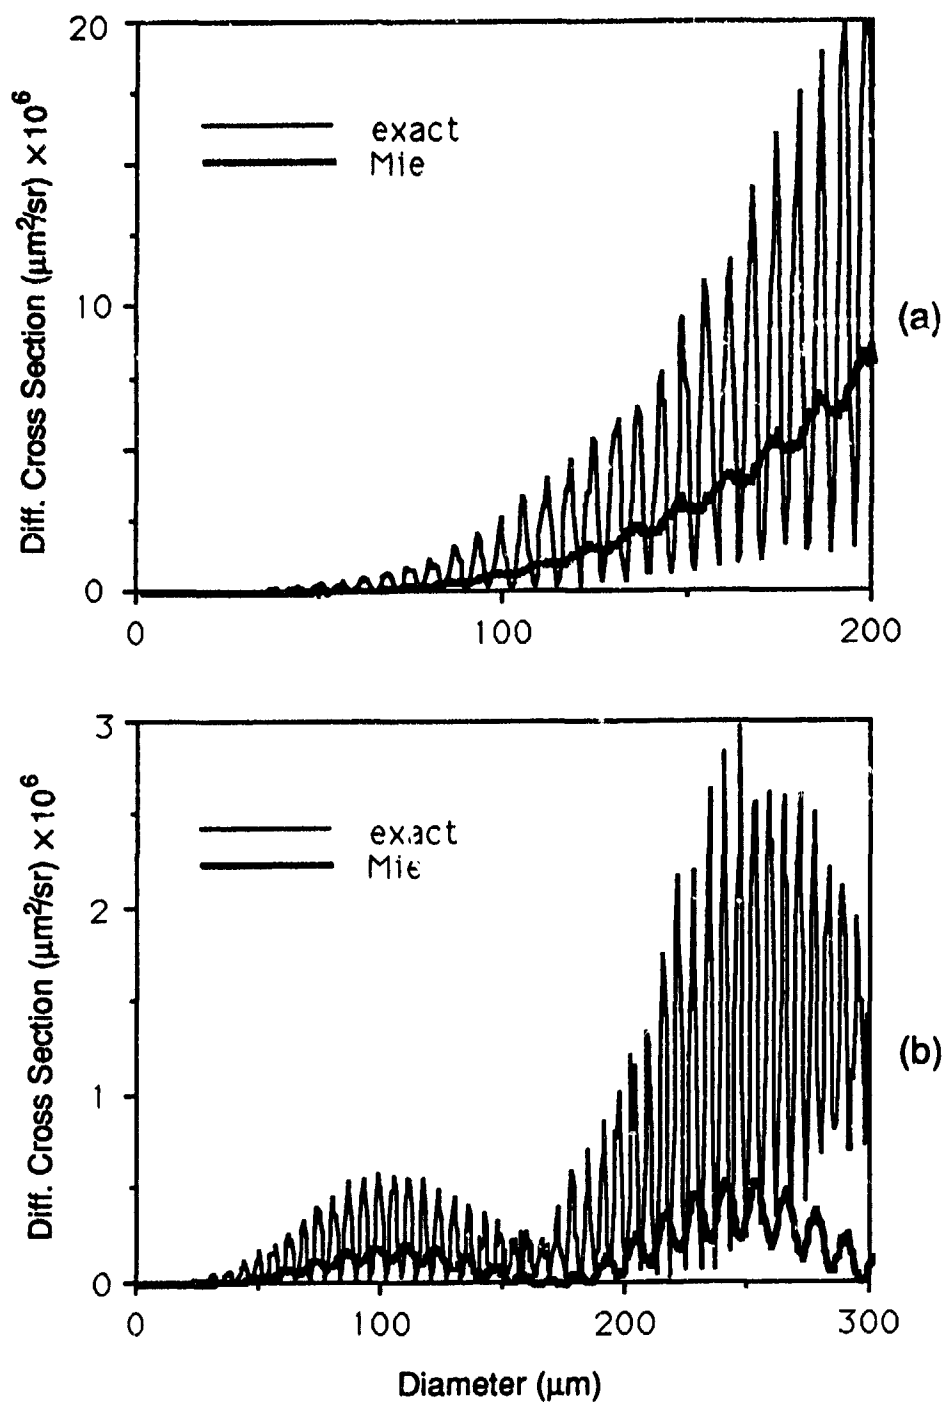 20
10
0
Diff. Cross Section (μm²/sr) ×10⁶
exact
Mie
(a)
0 100 200
3
2
1
0
Diff. Cross Section (μm²/sr) ×10⁶
exact
Mie
(b)
0 100 200 300
Diameter (μm)